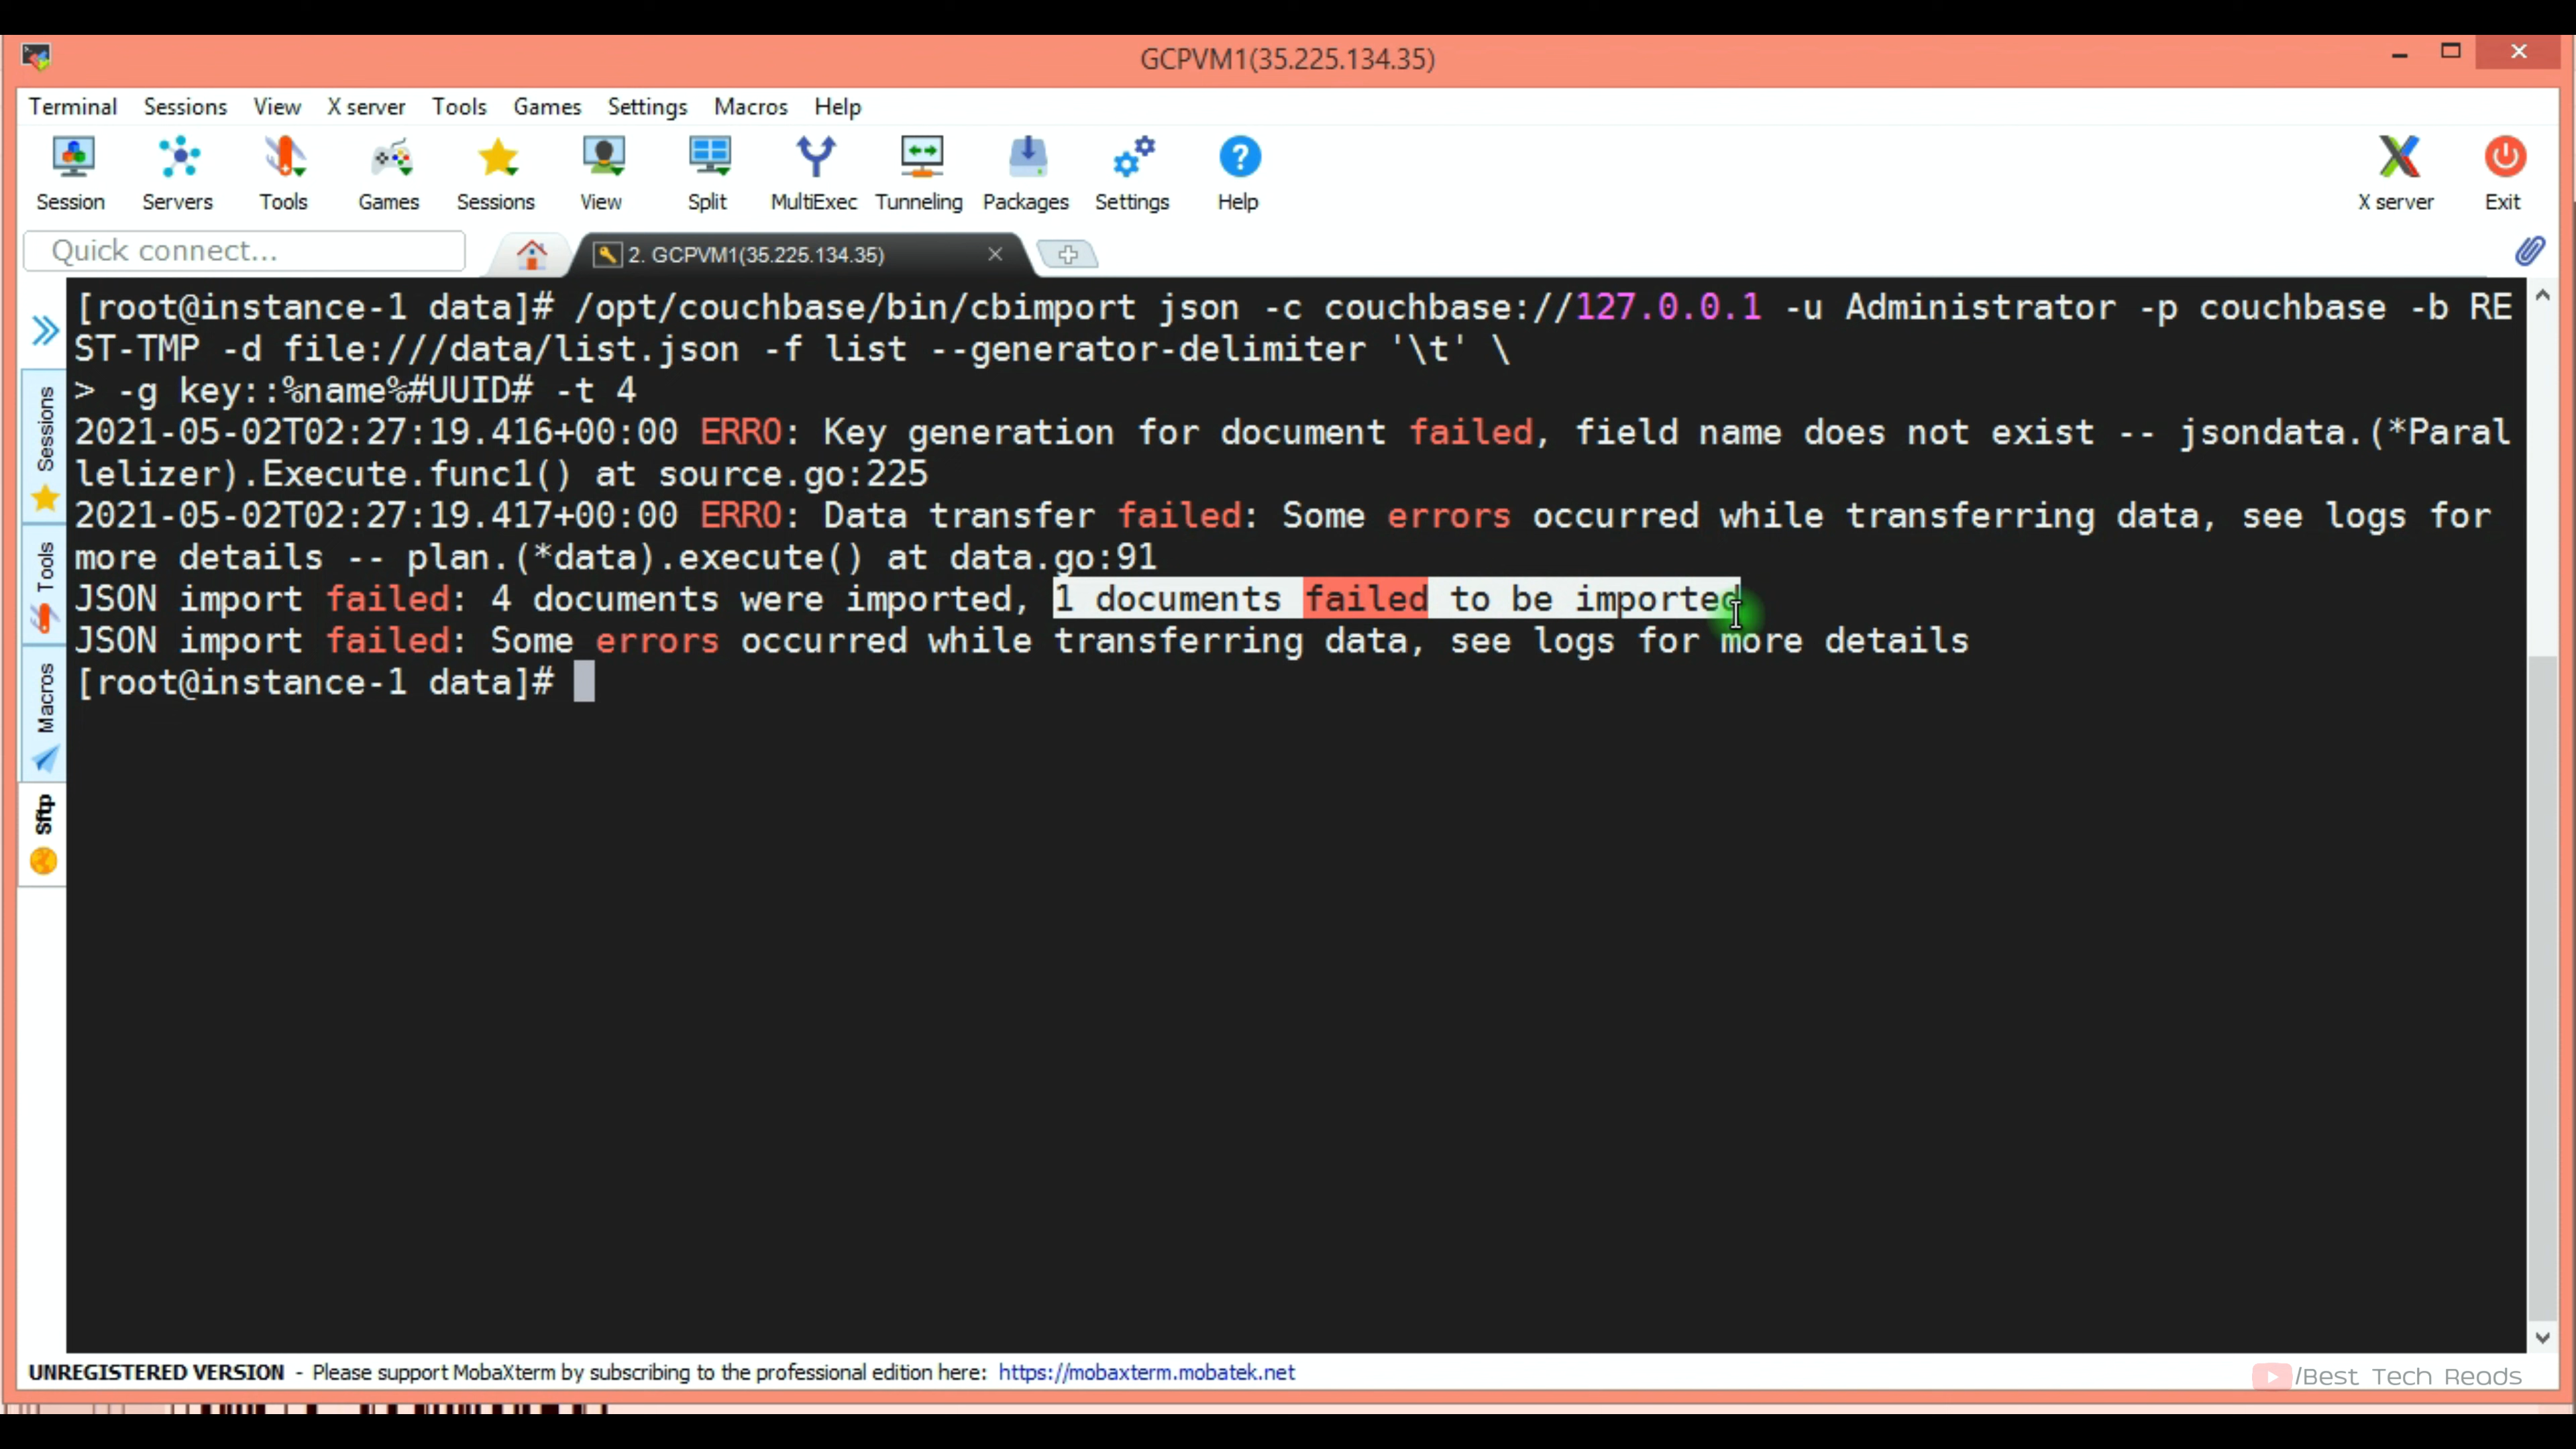 GCPVM1(35.225.134.35)
Terminal Sessions View X server Tools Games Settings Macros Help
Session Servers Tools Games Sessions View Split MultiExec Tunneling Packages Settings Help X server Exit
Quick connect...
2. GCPVM1(35.225.134.35)
[root@instance-1 data]# /opt/couchbase/bin/cbimport json -c couchbase://127.0.0.1 -u Administrator -p couchbase -b RE
ST-TMP -d file:///data/list.json -f list --generator-delimiter '\t' \
> -g key::%name%#UUID# -t 4
2021-05-02T02:27:19.416+00:00 ERRO: Key generation for document failed, field name does not exist -- jsondata.(*Paral
lelizer).Execute.func1() at source.go:225
2021-05-02T02:27:19.417+00:00 ERRO: Data transfer failed: Some errors occurred while transferring data, see logs for
more details -- plan.(*data).execute() at data.go:91
JSON import failed: 4 documents were imported, 1 documents failed to be imported
JSON import failed: Some errors occurred while transferring data, see logs for more details
[root@instance-1 data]#
Sessions
Tools
Macros
Sftp
UNREGISTERED VERSION - Please support MobaXterm by subscribing to the professional edition here: https://mobaxterm.mobatek.net
/Best Tech Reads